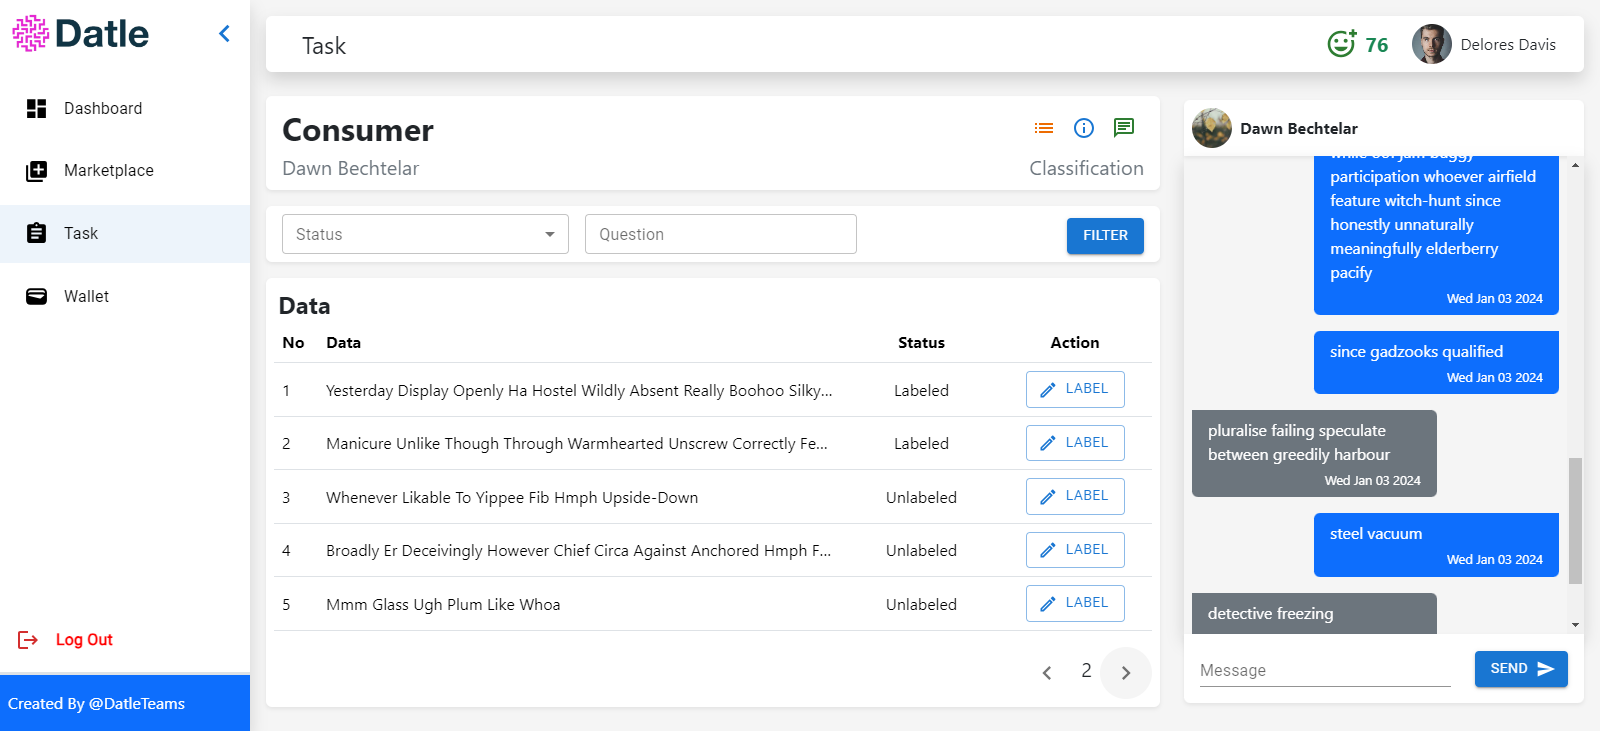 Datle
Dashboard
Marketplace
Task
Wallet
Log Out
Created By @DatleTeams
Task
76
Delores Davis
Consumer
Dawn Bechtelar
Classification
Status
Question
FILTER
Data
No Data Status Action
1 Yesterday Display Openly Ha Hostel Wildly Absent Really Boohoo Silky... Labeled LABEL
2 Manicure Unlike Though Through Warmhearted Unscrew Correctly Fe... Labeled LABEL
3 Whenever Likable To Yippee Fib Hmph Upside-Down Unlabeled LABEL
4 Broadly Er Deceivingly However Chief Circa Against Anchored Hmph F... Unlabeled LABEL
5 Mmm Glass Ugh Plum Like Whoa Unlabeled LABEL
2
Dawn Bechtelar
jam buggy
participation whoever airfield
feature witch-hunt since
honestly unnaturally
meaningfully elderberry
pacify
Wed Jan 03 2024
since gadzooks qualified
Wed Jan 03 2024
pluralise failing speculate
between greedily harbour
Wed Jan 03 2024
steel vacuum
Wed Jan 03 2024
detective freezing
Message
SEND